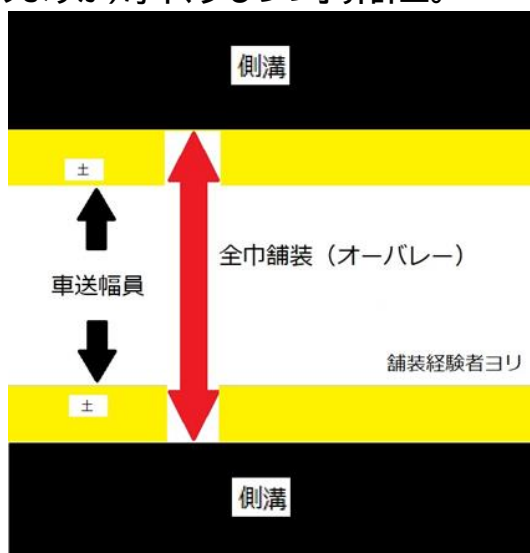 側溝
土
車送幅員
全巾舗装（オーバレー）
舗装経験者ヨリ
土
側溝